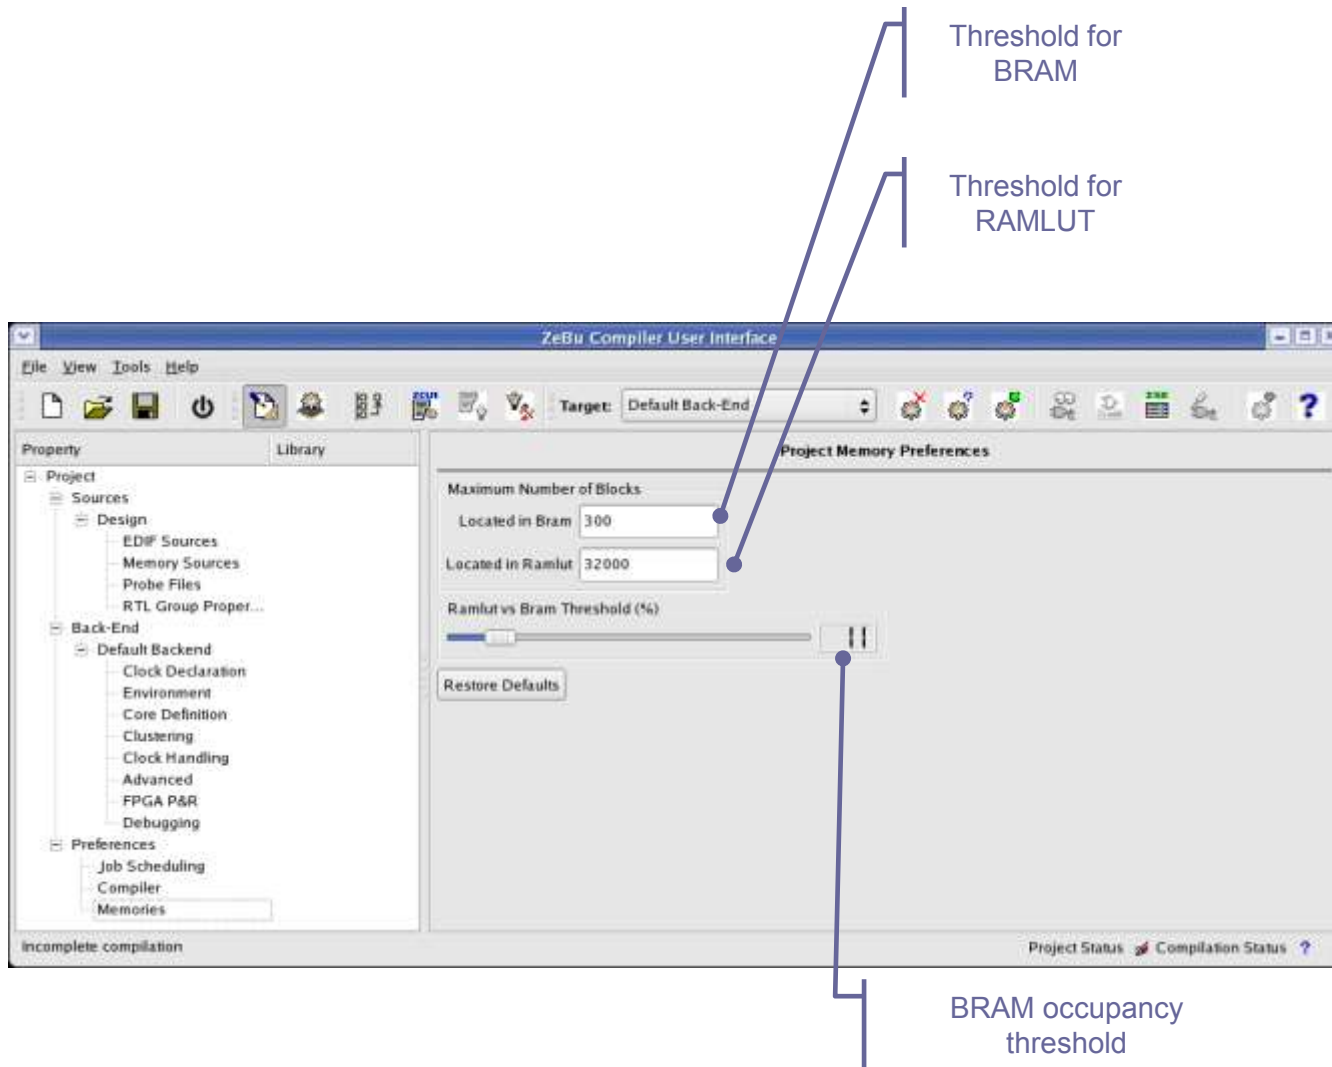 Threshold for
BRAM
Threshold for
RAMLUT
ZeBu Compiler User Interface
File View Tools Help
Target: Default Back-End
Property Library
Project Memory Preferences
Project
Sources
Design
EDIF Sources
Memory Sources
Probe Files
RTL Group Proper...
Back-End
Default Backend
Clock Declaration
Environment
Core Definition
Clustering
Clock Handling
Advanced
FPGA P&R
Debugging
Preferences
Job Scheduling
Compiler
Memories
Maximum Number of Blocks
Located in Bram 300
Located in Ramlut 32000
Ramlut vs Bram Threshold (%)
11
Restore Defaults
Incomplete compilation
Project Status Compilation Status ?
BRAM occupancy
threshold